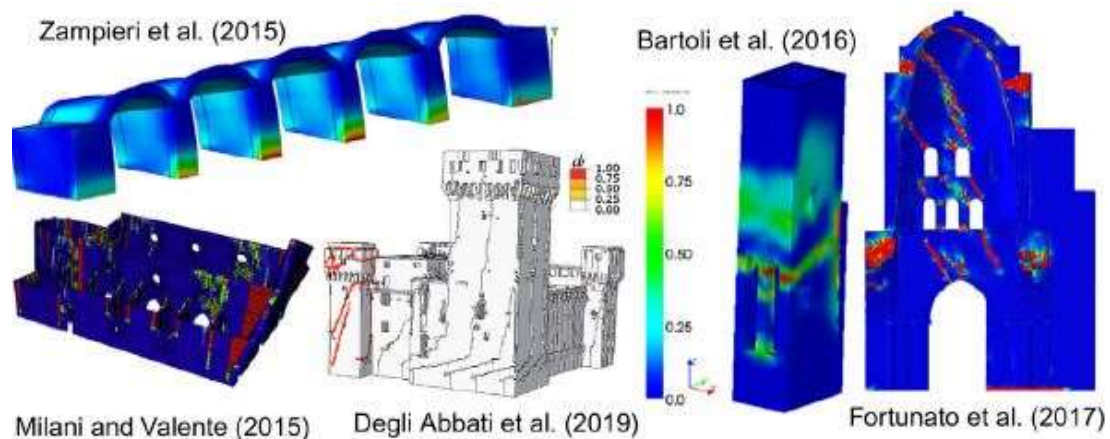 Zampieri et al. (2015)
Bartoli et al. (2016)
1.0
0.75
0.50
0.25
0.0
d
1.00
0.75
0.50
0.25
0.00
Milani and Valente (2015)
Degli Abbati et al. (2019)
Fortunato et al. (2017)